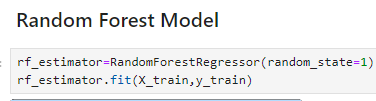 Random Forest Model
rf_estimator=RandomForestRegressor(random_state=1)
rf_estimator.fit(X_train,y_train)